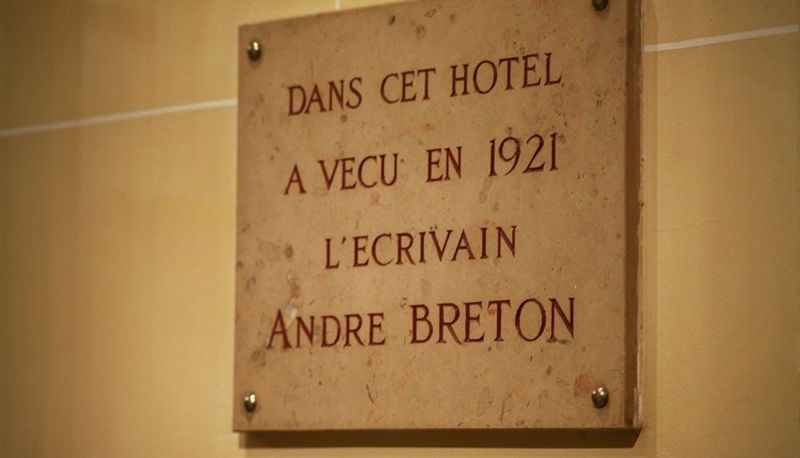 DANS CET HOTEL
A VECU EN 1921
L'ECRIVAIN
ANDRE BRETON